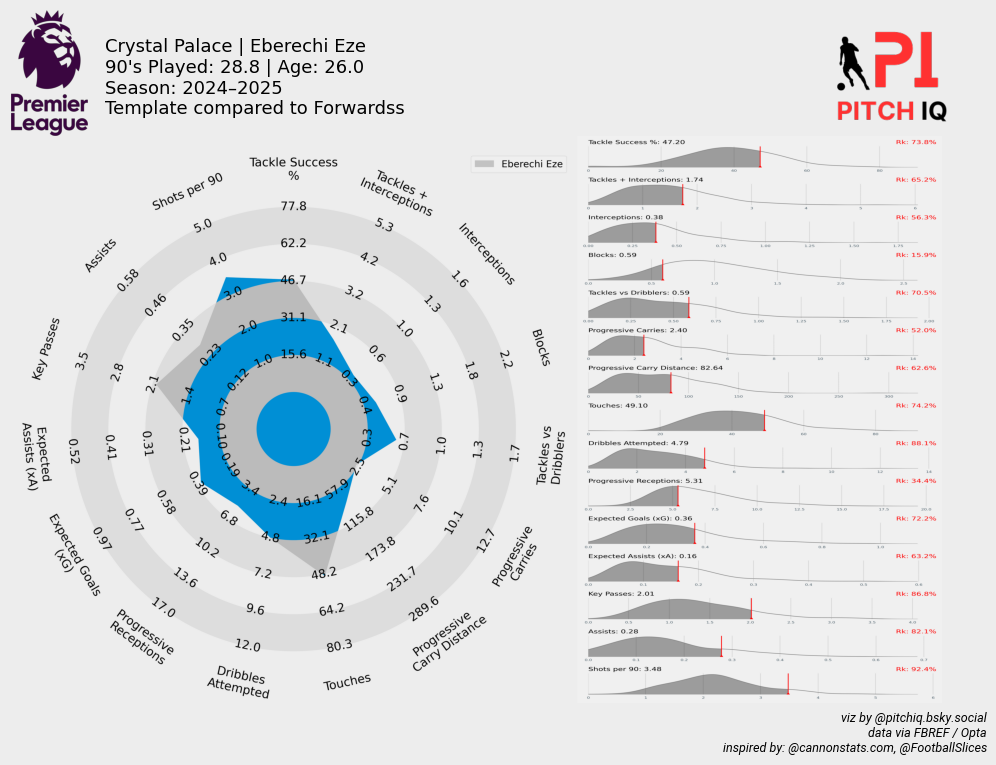 Premier
League
Crystal Palace | Eberechi Eze
90's Played: 28.8 | Age: 26.0
Season: 2024–2025
Template compared to Forwardss
PI
PITCH IQ
Eberechi Eze
Tackle Success
%
77.8
62.2
46.7
31.1
15.6
Tackles +
Interceptions
5.3
4.2
3.2
2.1
1.1
Interceptions
1.6
1.3
1.0
0.6
0.3
Blocks
2.2
1.8
1.3
0.9
0.4
Tackles vs
Dribblers
1.7
1.3
1.0
0.7
0.3
Progressive
Carries
12.7
10.1
7.6
5.1
2.5
Progressive
Carry Distance
289.6
231.7
173.8
115.8
57.9
Touches
80.3
64.2
48.2
32.1
16.1
Dribbles
Attempted
12.0
9.6
7.2
4.8
2.4
Progressive
Receptions
17.0
13.6
10.2
6.8
3.4
Expected Goals
(xG)
0.97
0.77
0.58
0.39
0.19
Expected
Assists (xA)
0.52
0.41
0.31
0.21
0.10
Key Passes
3.5
2.8
2.1
1.4
0.7
Assists
0.58
0.46
0.35
0.23
0.12
Shots per 90
5.0
4.0
3.0
2.0
1.0
Tackle Success %: 47.20 Rk: 73.8%
Tackles + Interceptions: 1.74 Rk: 65.2%
Interceptions: 0.38 Rk: 56.3%
Blocks: 0.59 Rk: 15.9%
Tackles vs Dribblers: 0.59 Rk: 70.5%
Progressive Carries: 2.40 Rk: 52.0%
Progressive Carry Distance: 82.64 Rk: 62.6%
Touches: 49.10 Rk: 74.2%
Dribbles Attempted: 4.79 Rk: 88.1%
Progressive Receptions: 5.31 Rk: 34.4%
Expected Goals (xG): 0.36 Rk: 72.2%
Expected Assists (xA): 0.16 Rk: 63.2%
Key Passes: 2.01 Rk: 86.8%
Assists: 0.28 Rk: 82.1%
Shots per 90: 3.48 Rk: 92.4%
viz by @pitchiq.bsky.social
data via FBREF / Opta
inspired by: @cannonstats.com, @FootballSlices